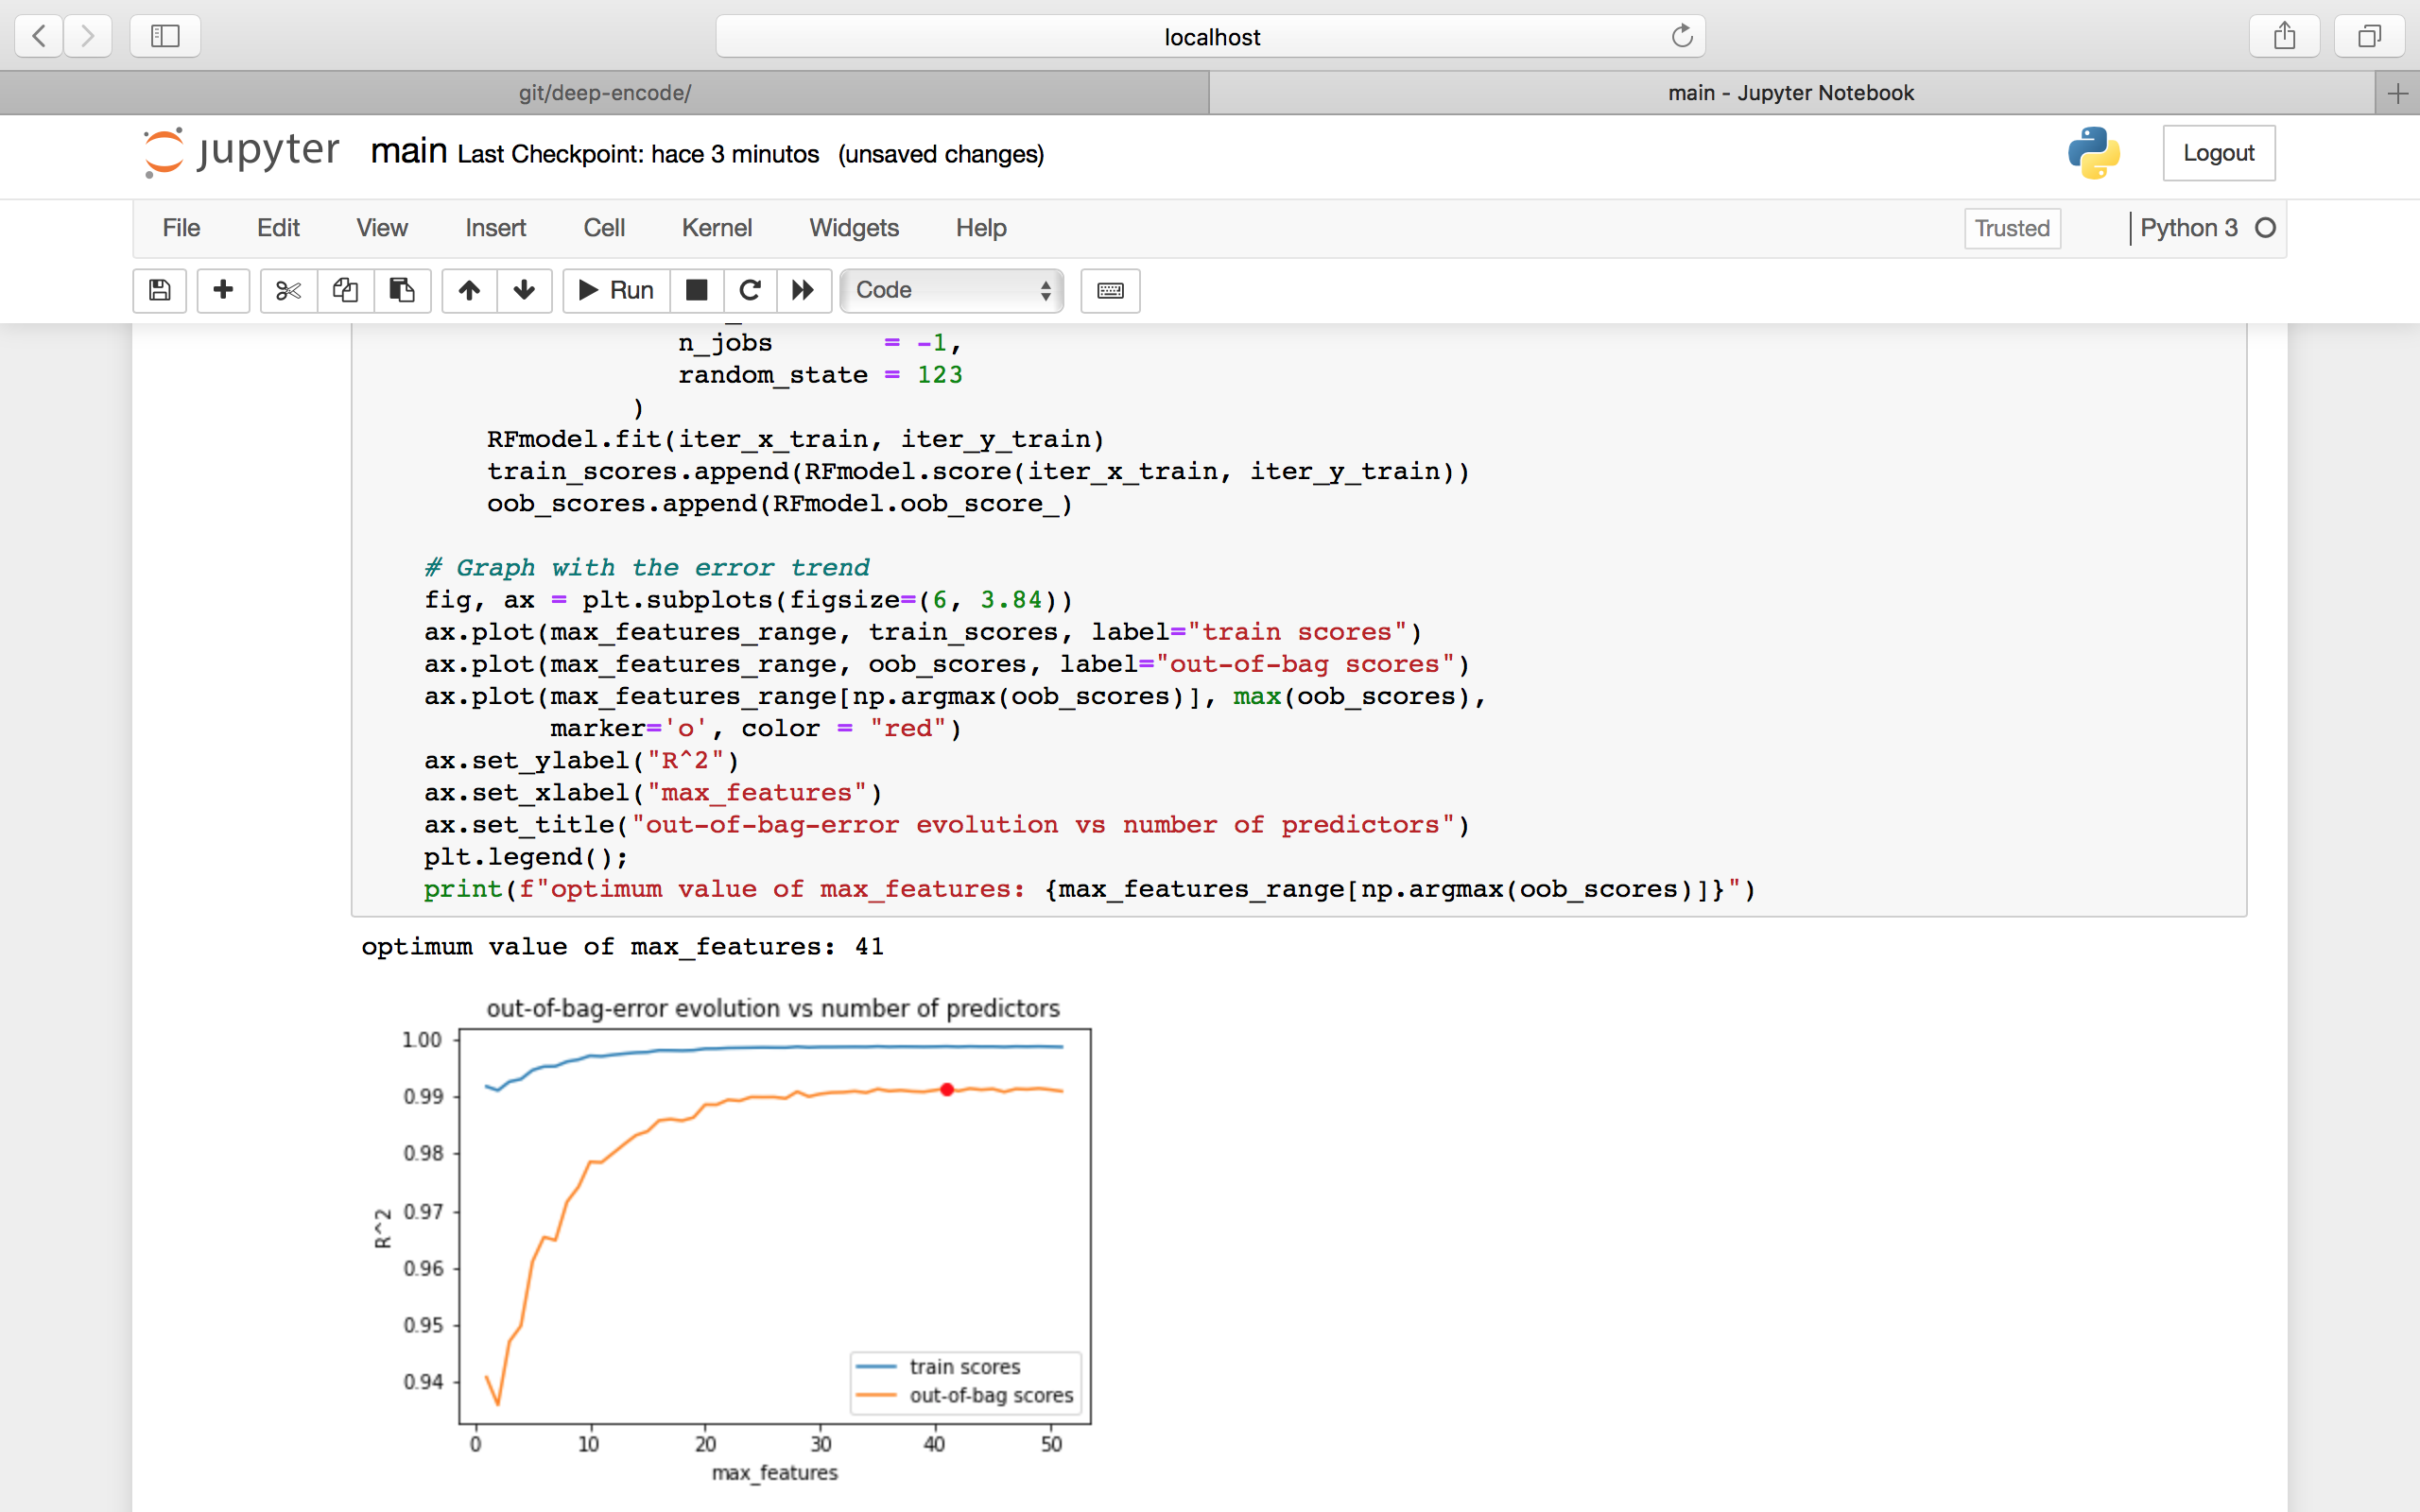 localhost
git/deep-encode/
main - Jupyter Notebook
jupyter main Last Checkpoint: hace 3 minutos (unsaved changes)
Logout
File Edit View Insert Cell Kernel Widgets Help
Trusted
Python 3
Run
Code
n_jobs = -1,
random_state = 123
)
RFmodel.fit(iter_x_train, iter_y_train)
train_scores.append(RFmodel.score(iter_x_train, iter_y_train))
oob_scores.append(RFmodel.oob_score_)
# Graph with the error trend
fig, ax = plt.subplots(figsize=(6, 3.84))
ax.plot(max_features_range, train_scores, label="train scores")
ax.plot(max_features_range, oob_scores, label="out-of-bag scores")
ax.plot(max_features_range[np.argmax(oob_scores)], max(oob_scores),
marker='o', color = "red")
ax.set_ylabel("R^2")
ax.set_xlabel("max_features")
ax.set_title("out-of-bag-error evolution vs number of predictors")
plt.legend();
print(f"optimum value of max_features: {max_features_range[np.argmax(oob_scores)]}")
optimum value of max_features: 41
out-of-bag-error evolution vs number of predictors
1.00
0.99
0.98
0.97
0.96
0.95
0.94
R^2
train scores
out-of-bag scores
0 10 20 30 40 50
max_features